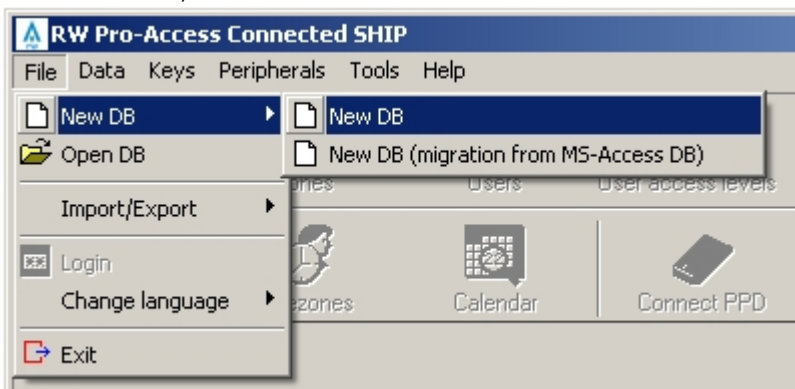 RW Pro-Access Connected SHIP
File Data Keys Peripherals Tools Help
New DB
New DB
Open DB
New DB (migration from MS-Access DB)
Users
User access levels
Import/Export
Login
Change language
Calendar
Connect PPD
Exit